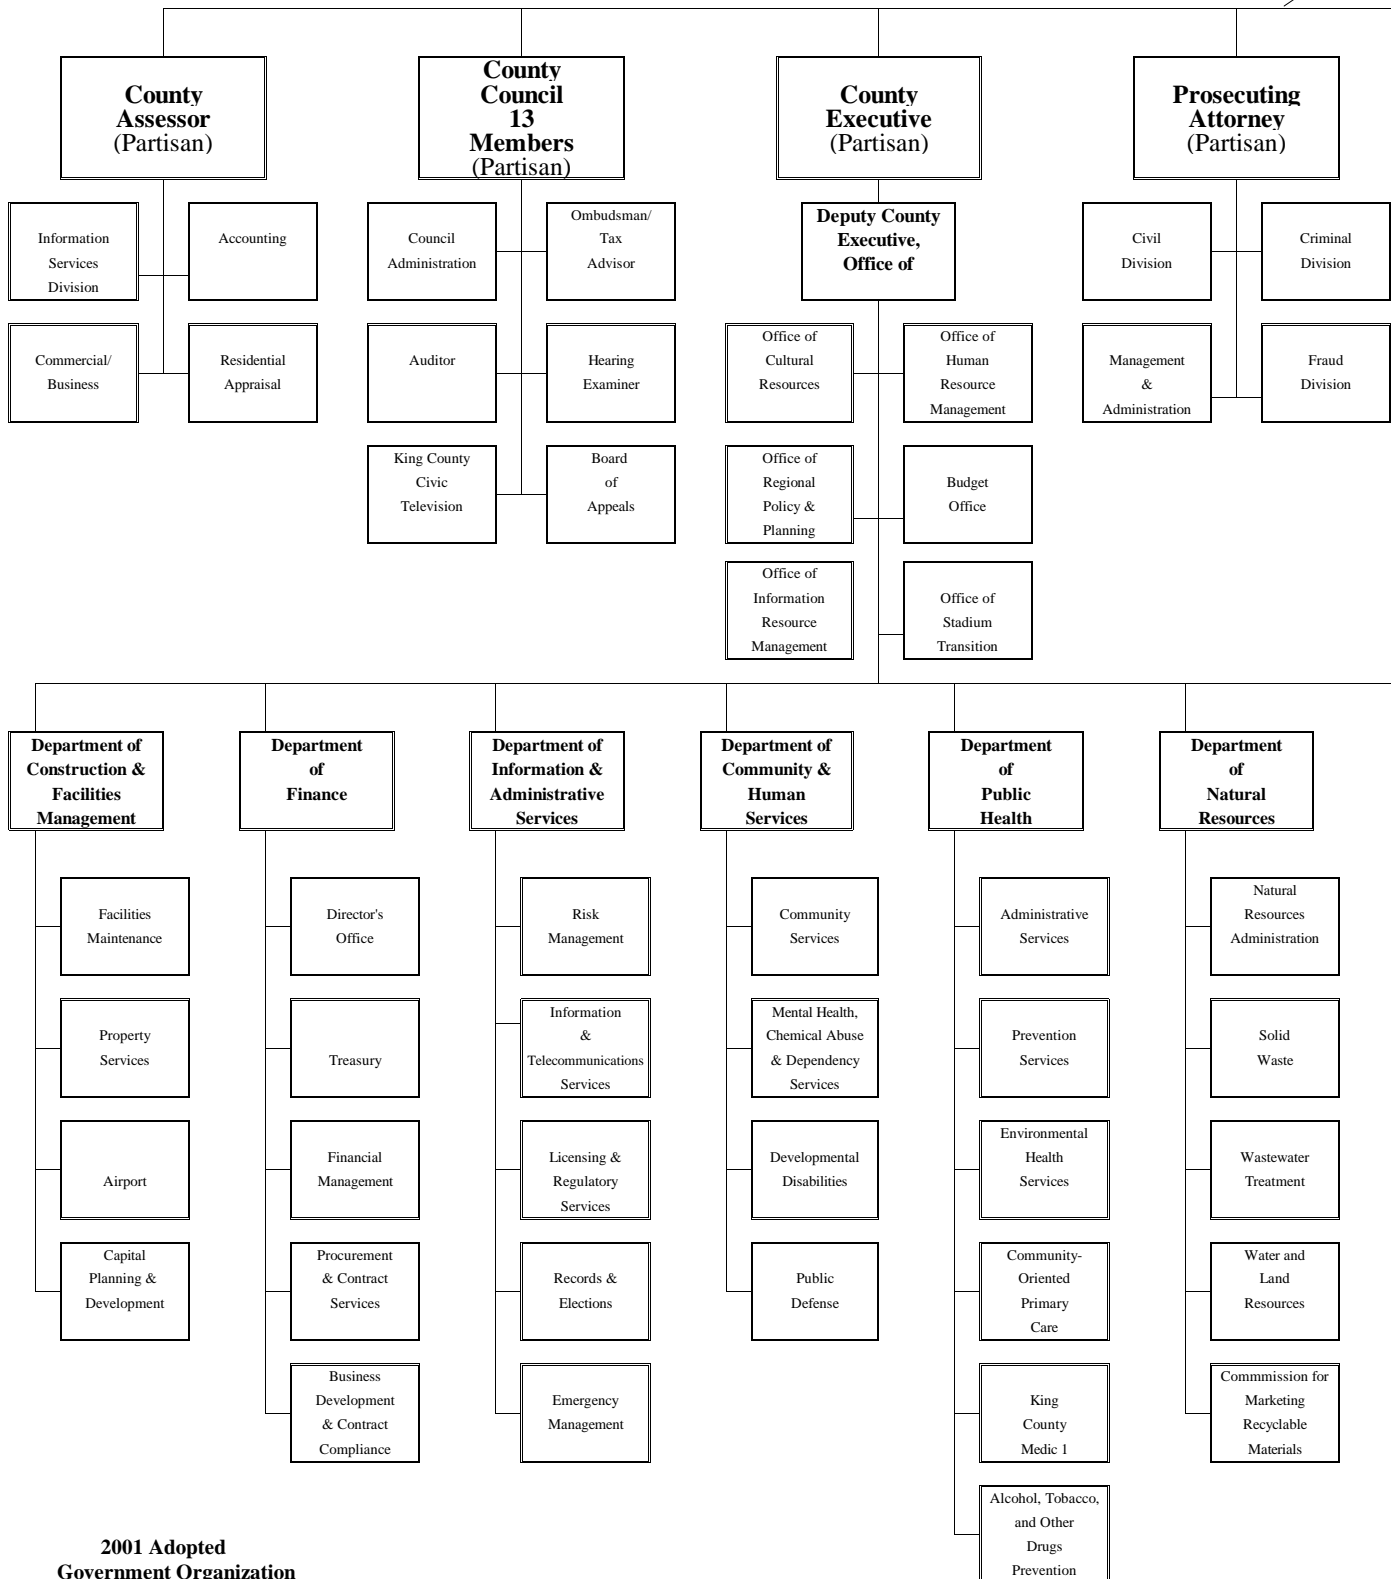 County
Assessor
(Partisan)
County
Council
13
Members
(Partisan)
County
Executive
(Partisan)
Prosecuting
Attorney
(Partisan)
Information
Services
Division
Accounting
Commercial/
Business
Residential
Appraisal
Council
Administration
Ombudsman/
Tax
Advisor
Auditor
Hearing
Examiner
King County
Civic
Television
Board
of
Appeals
Deputy County
Executive,
Office of
Office of
Cultural
Resources
Office of
Human
Resource
Management
Office of
Regional
Policy &
Planning
Budget
Office
Office of
Information
Resource
Management
Office of
Stadium
Transition
Civil
Division
Criminal
Division
Management
&
Administration
Fraud
Division
Department of
Construction &
Facilities
Management
Facilities
Maintenance
Property
Services
Airport
Capital
Planning &
Development
Department
of
Finance
Director's
Office
Treasury
Financial
Management
Procurement
& Contract
Services
Business
Development
& Contract
Compliance
Department of
Information &
Administrative
Services
Risk
Management
Information
&
Telecommunications
Services
Licensing &
Regulatory
Services
Records &
Elections
Emergency
Management
Department of
Community &
Human
Services
Community
Services
Mental Health,
Chemical Abuse
& Dependency
Services
Developmental
Disabilities
Public
Defense
Department
of
Public
Health
Administrative
Services
Prevention
Services
Environmental
Health
Services
Community-
Oriented
Primary
Care
King
County
Medic 1
Alcohol, Tobacco,
and Other
Drugs
Prevention
Department
of
Natural
Resources
Natural
Resources
Administration
Solid
Waste
Wastewater
Treatment
Water and
Land
Resources
Commmission for
Marketing
Recyclable
Materials
2001 Adopted
Government Organization